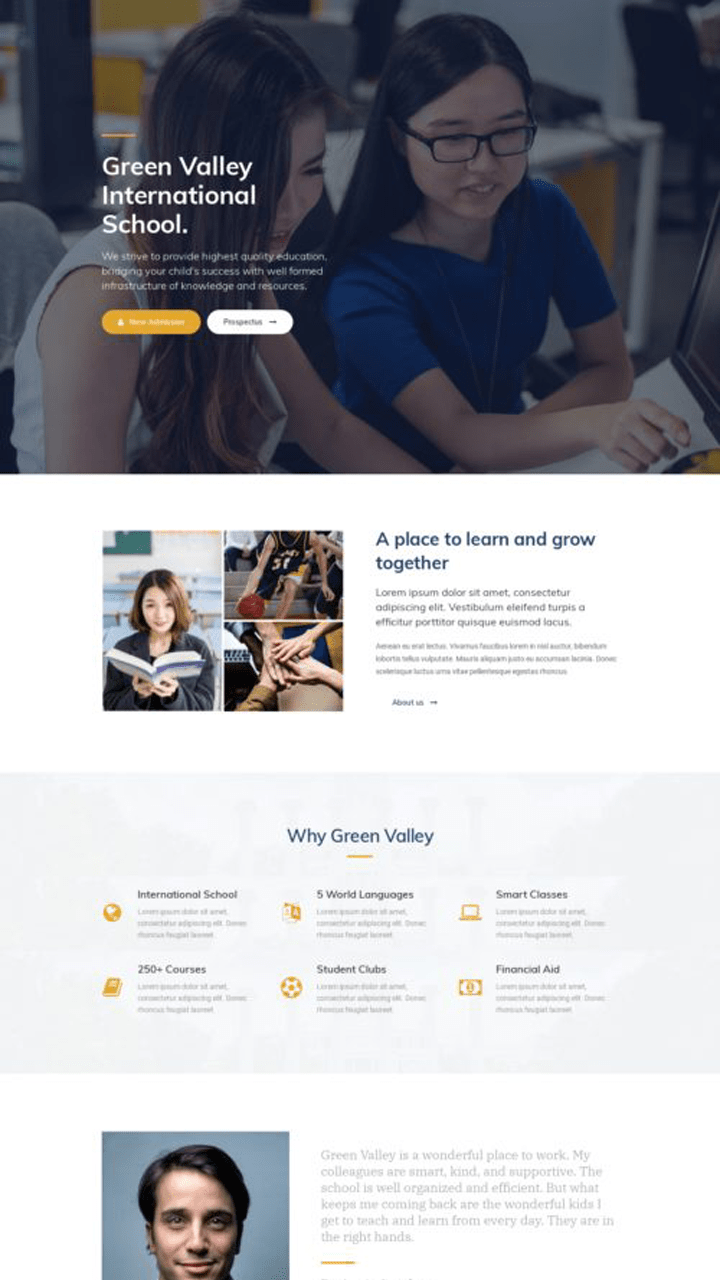 Green Valley
International
School.
We strive to provide highest quality education,
bridging your child's success with well formed
infrastructure of knowledge and resources.
New Admission
Prospectus
A place to learn and grow
together
Lorem ipsum dolor sit amet, consectetur
adipiscing elit. Vestibulum eleifend turpis a
efficitur porttitor quisque euismod lacus.
Aenean eu erat lectus. Vivamus faucibus lorem in nisl auctor, bibendum
lobortis tellus vulputate. Mauris aliquam justo eu accumsan lacinia. Donec
scelerisque luctus urna vitae pellentesque egestas rhoncus.
About us
Why Green Valley
International School
Lorem ipsum dolor sit amet,
consectetur adipiscing elit. Donec
rhoncus feugiat laoreet.
5 World Languages
Lorem ipsum dolor sit amet,
consectetur adipiscing elit. Donec
rhoncus feugiat laoreet.
Smart Classes
Lorem ipsum dolor sit amet,
consectetur adipiscing elit. Donec
rhoncus feugiat laoreet.
250+ Courses
Lorem ipsum dolor sit amet,
consectetur adipiscing elit. Donec
rhoncus feugiat laoreet.
Student Clubs
Lorem ipsum dolor sit amet,
consectetur adipiscing elit. Donec
rhoncus feugiat laoreet.
Financial Aid
Lorem ipsum dolor sit amet,
consectetur adipiscing elit. Donec
rhoncus feugiat laoreet.
Green Valley is a wonderful place to work. My
colleagues are smart, kind, and supportive. The
school is well organized and efficient. But what
keeps me coming back are the wonderful kids I
get to teach and learn from every day. They are in
the right hands.